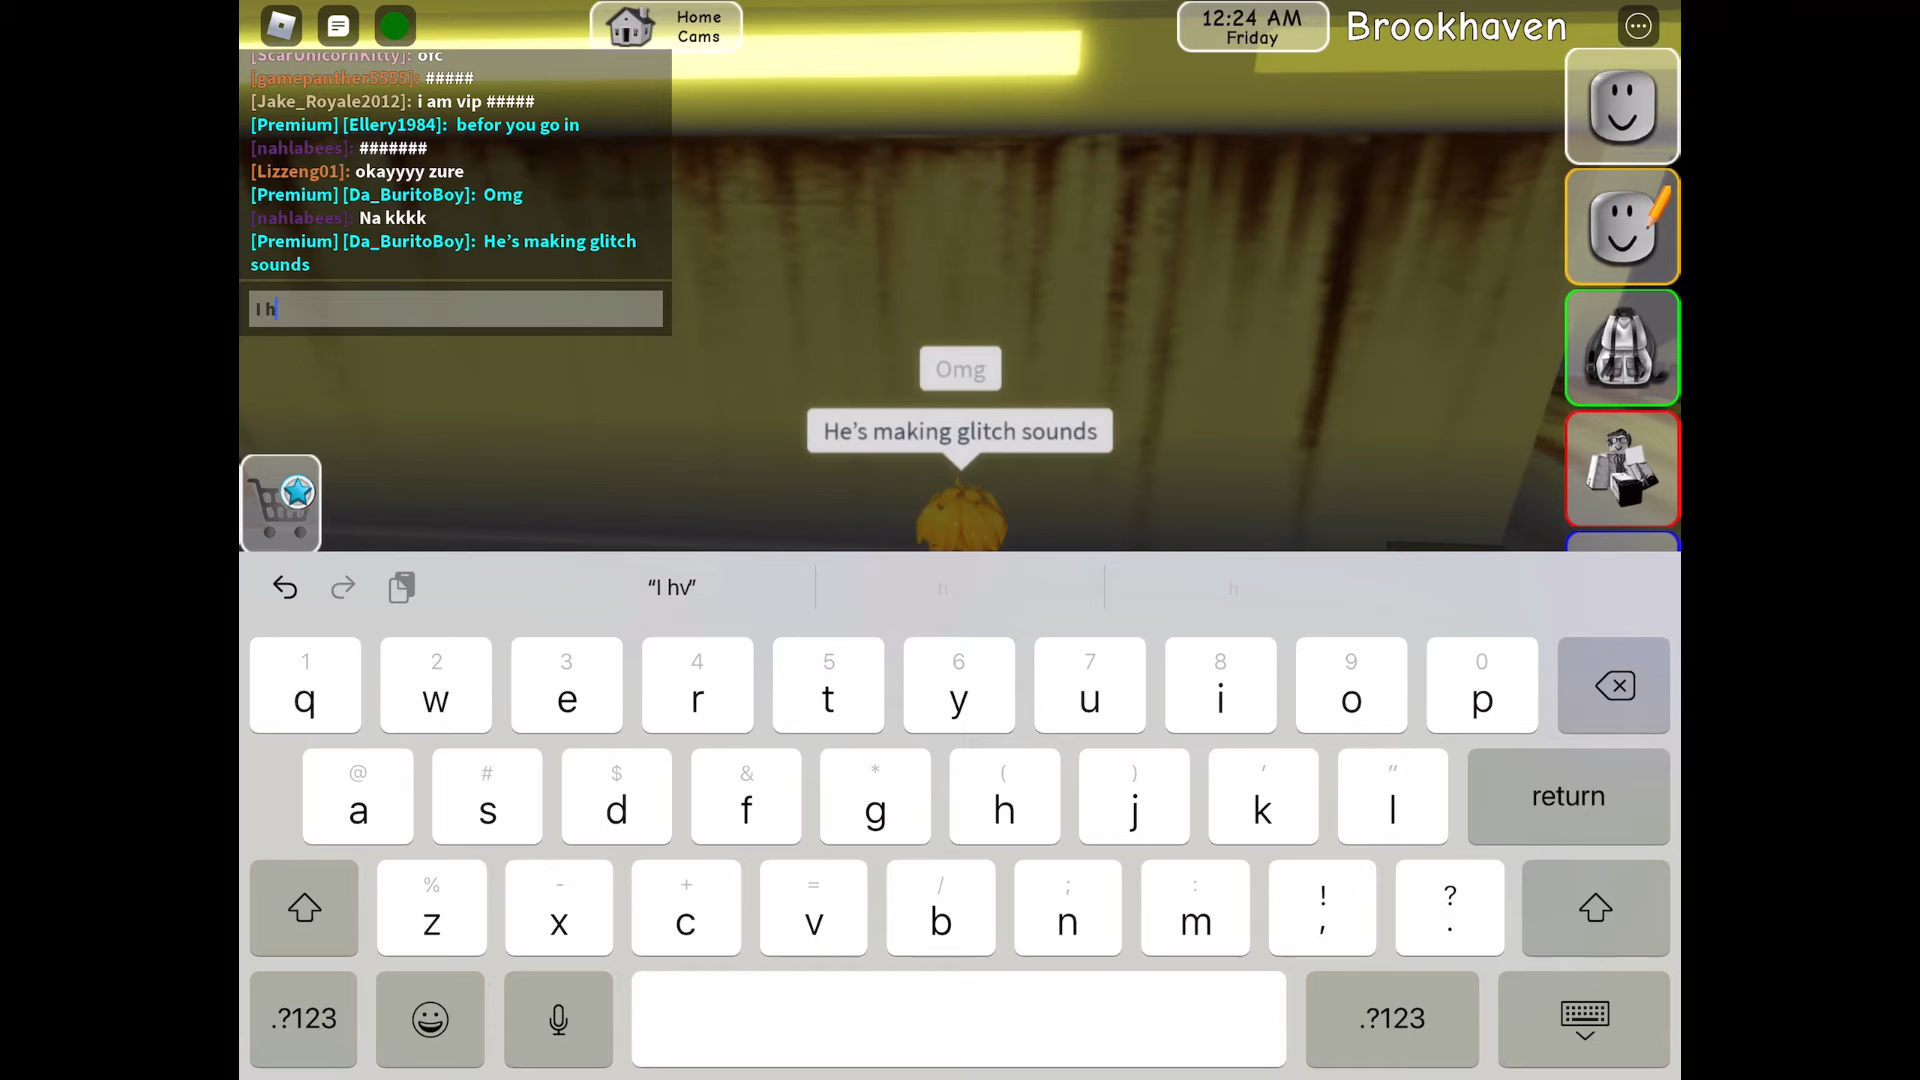 Home
Cams
12:24 AM
Friday
Brookhaven
[ScarUnicornKitty]: ofc
[gamepanther5555]: #####
[Jake_Royale2012]: i am vip #####
[Premium] [Ellery1984]: befor you go in
[nahlabees]: #######
[Lizzeng01]: okayyyy zure
[Premium] [Da_BuritoBoy]: Omg
[nahlabees]: Na kkkk
[Premium] [Da_BuritoBoy]: He’s making glitch
sounds
I h
Omg
He’s making glitch sounds
“I hv” h h
1 2 3 4 5 6 7 8 9 0
q w e r t y u i o p
@ # $ & * ( ) ' "
a s d f g h j k l return
% - + = / ; : ! ?
z x c v b n m , .
.?123 .?123